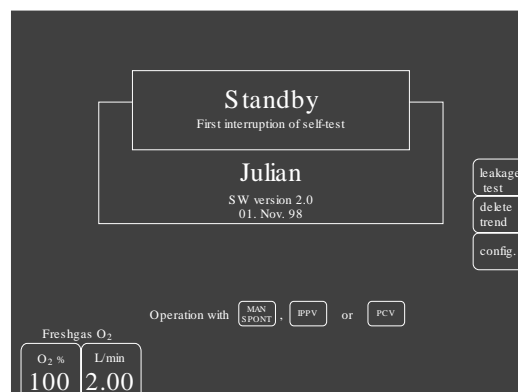 Standby
First interruption of self-test
Julian
SW version 2.0
01. Nov. 98
leakage
test
delete
trend
config.
Operation with MAN SPONT , IPPV or PCV
Freshgas O₂
O₂ % L/min
100 2.00